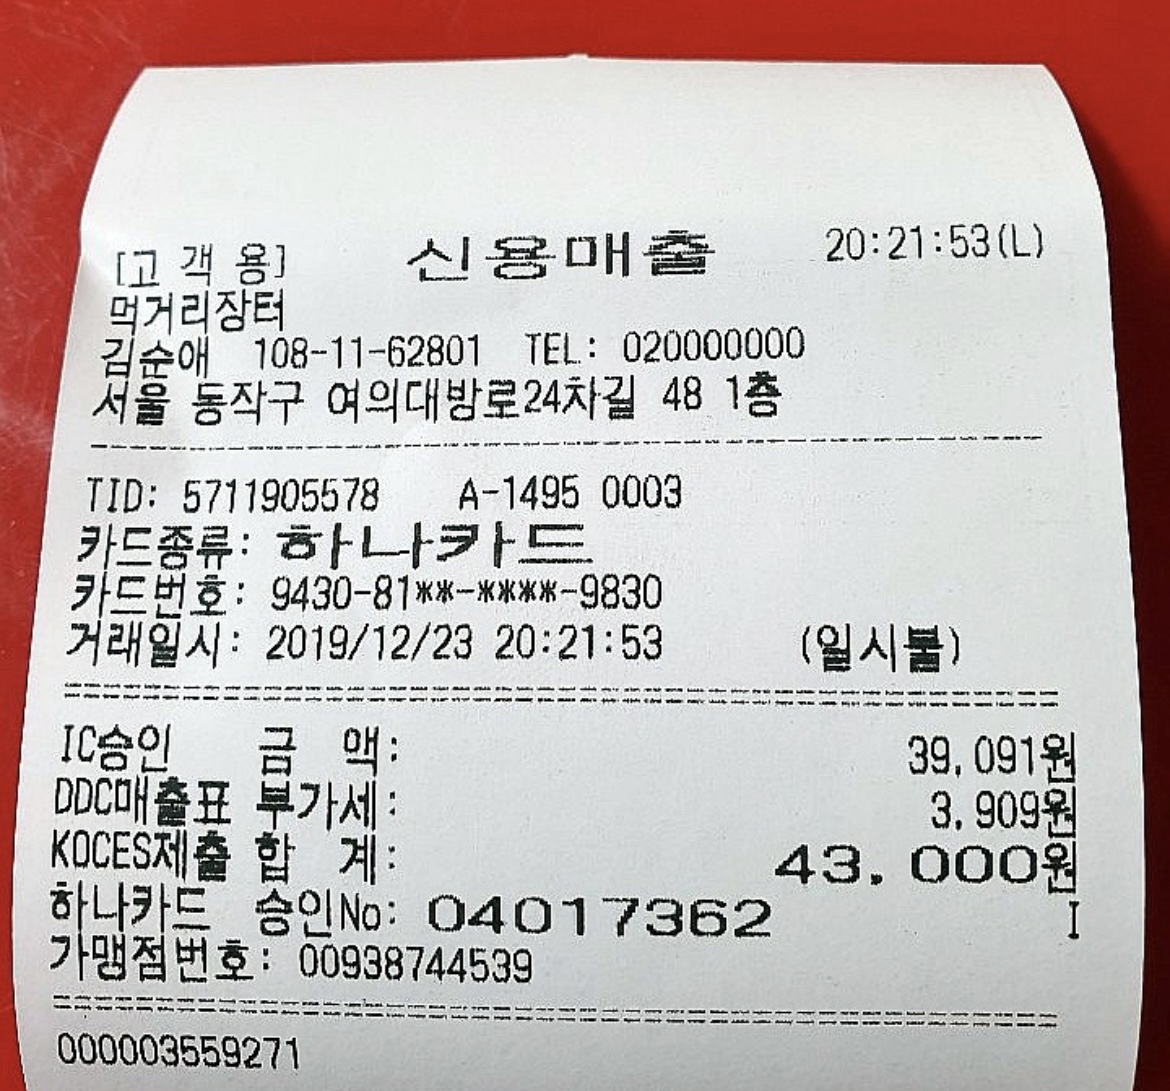 [고 객 용] 신용매출 20:21:53(L)
먹거리장터
김순애 108-11-62801 TEL: 020000000
서울 동작구 여의대방로24차길 48 1층
TID: 5711905578 A-1495 0003
카드종류: 하나카드
카드번호: 9430-81**-****-9830
거래일시: 2019/12/23 20:21:53 (일시불)
IC승인 금 액: 39,091원
DDC매출표 부가세: 3,909원
KOCES제출 합 계: 43,000원
하나카드 승인No: 04017362 I
가맹점번호: 00938744539
000003559271